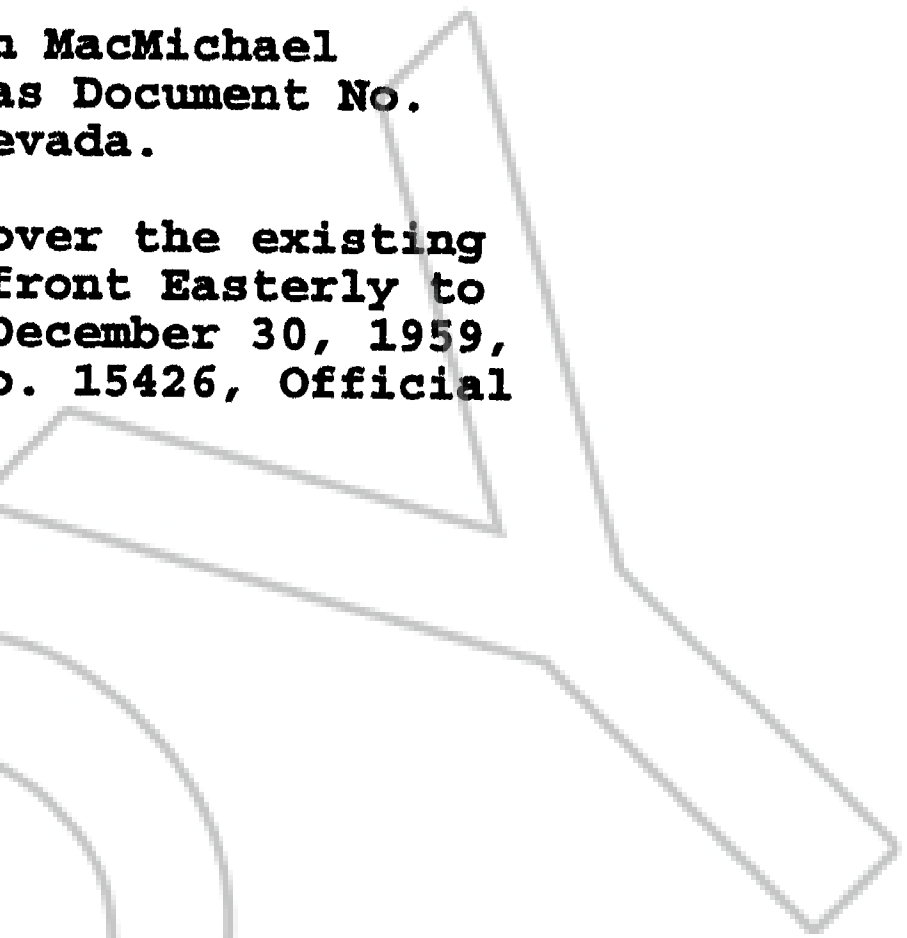 n MacMichael
as Document No.
evada.
over the existing
front Easterly to
December 30, 1959,
o. 15426, Official
Y